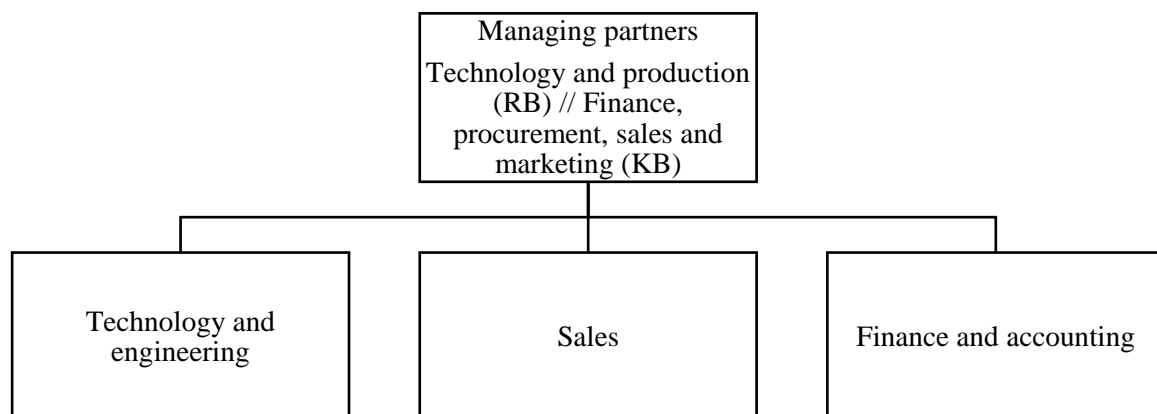 Managing partners
Technology and production
(RB) // Finance,
procurement, sales and
marketing (KB)
Technology and
engineering
Sales
Finance and accounting